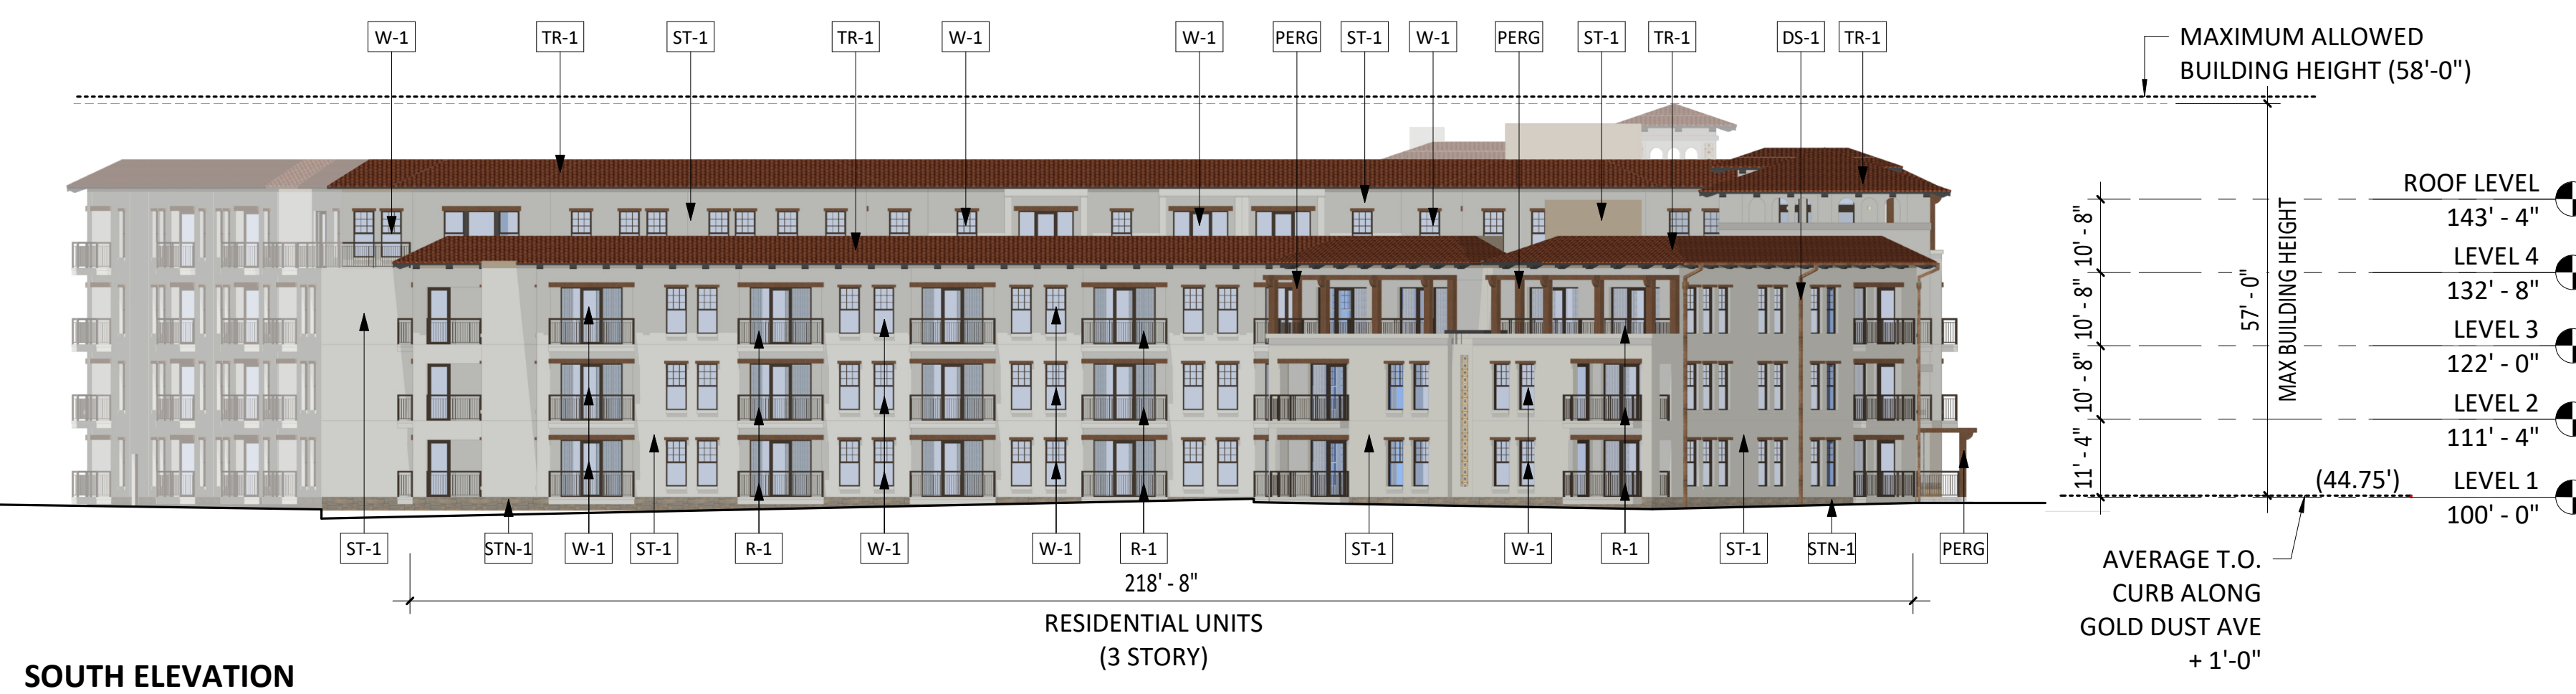 W-1 TR-1 ST-1 TR-1 W-1 W-1 PERG ST-1 W-1 PERG ST-1 TR-1 DS-1 TR-1
MAXIMUM ALLOWED
BUILDING HEIGHT (58'-0")
ROOF LEVEL
143' - 4"
LEVEL 4
132' - 8"
LEVEL 3
122' - 0"
LEVEL 2
111' - 4"
LEVEL 1
100' - 0"
10' - 8"
10' - 8"
10' - 8"
11' - 4"
57' - 0"
MAX BUILDING HEIGHT
(44.75')
ST-1 STN-1 W-1 ST-1 R-1 W-1 W-1 R-1 ST-1 W-1 R-1 ST-1 STN-1 PERG
218' - 8"
RESIDENTIAL UNITS
(3 STORY)
AVERAGE T.O.
CURB ALONG
GOLD DUST AVE
+ 1'-0"
SOUTH ELEVATION